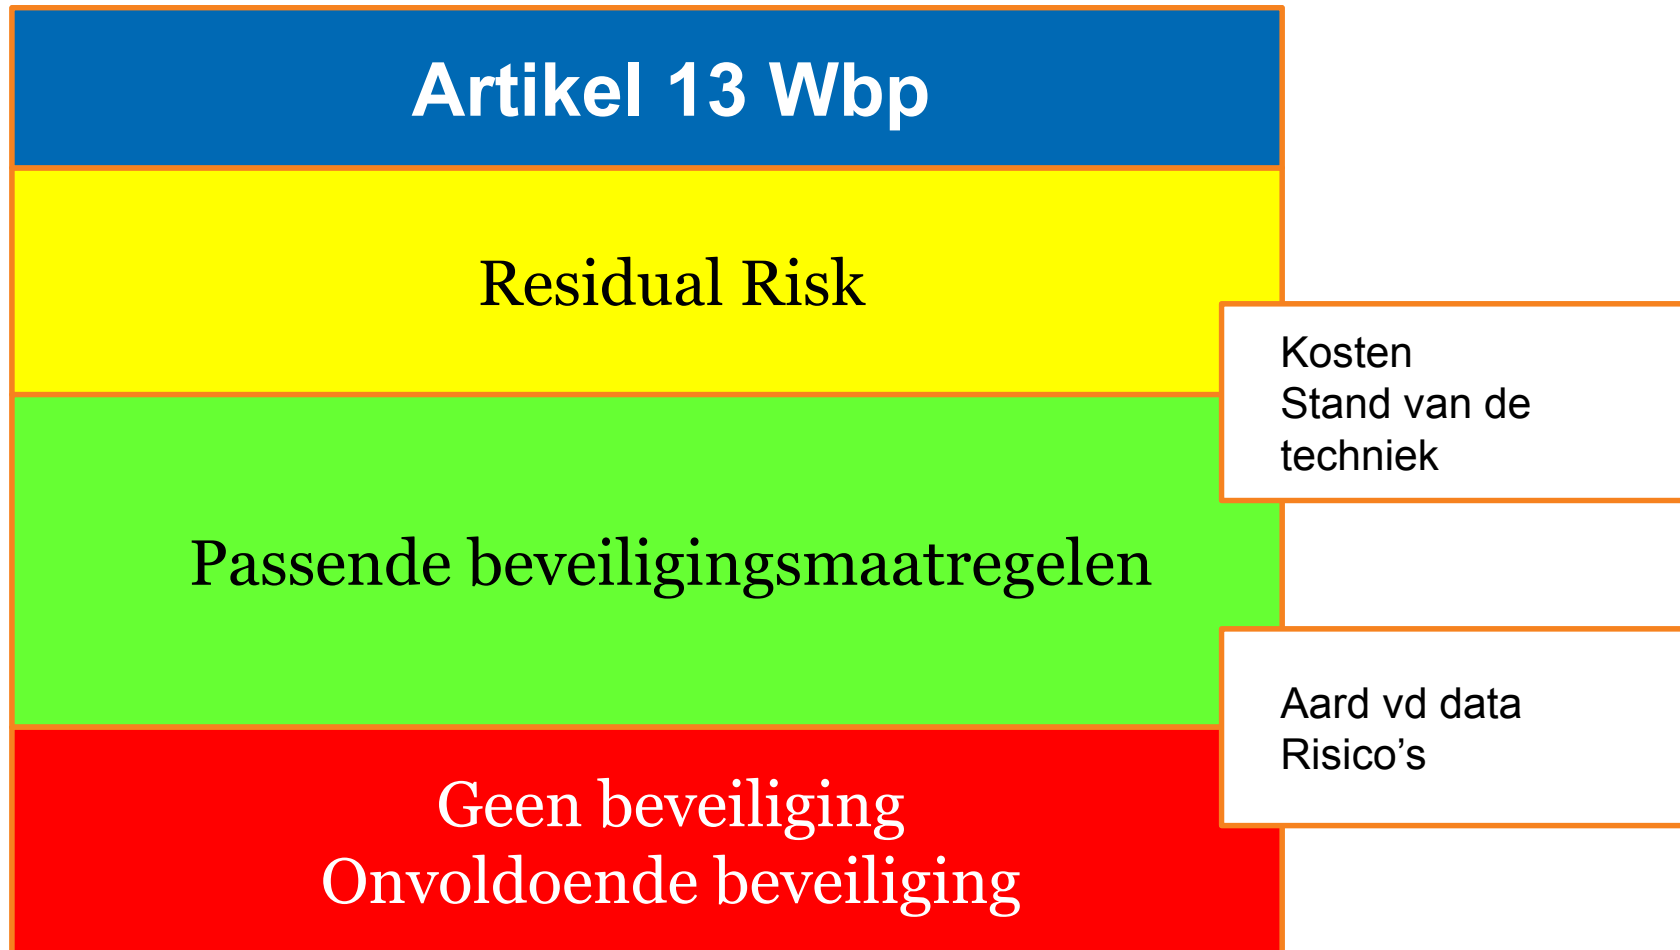 Artikel 13 Wbp
Residual Risk
Kosten
Stand van de
techniek
Passende beveiligingsmaatregelen
Aard vd data
Risico’s
Geen beveiliging
Onvoldoende beveiliging